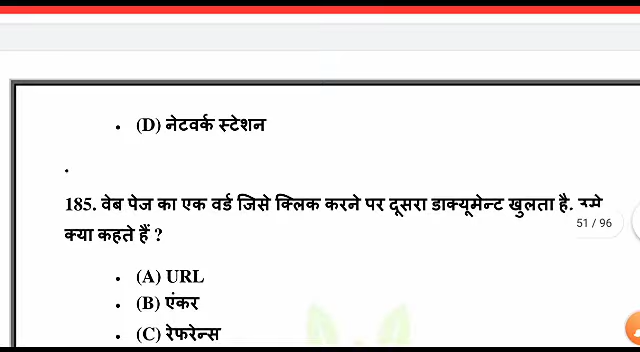 • (D) नेटवर्क स्टेशन
•
185. वेब पेज का एक वर्ड जिसे क्लिक करने पर दूसरा डाक्यूमेन्ट खुलता है.
51 / 96
क्या कहते हैं ?
• (A) URL
• (B) एंकर
• (C) रेफरेन्स